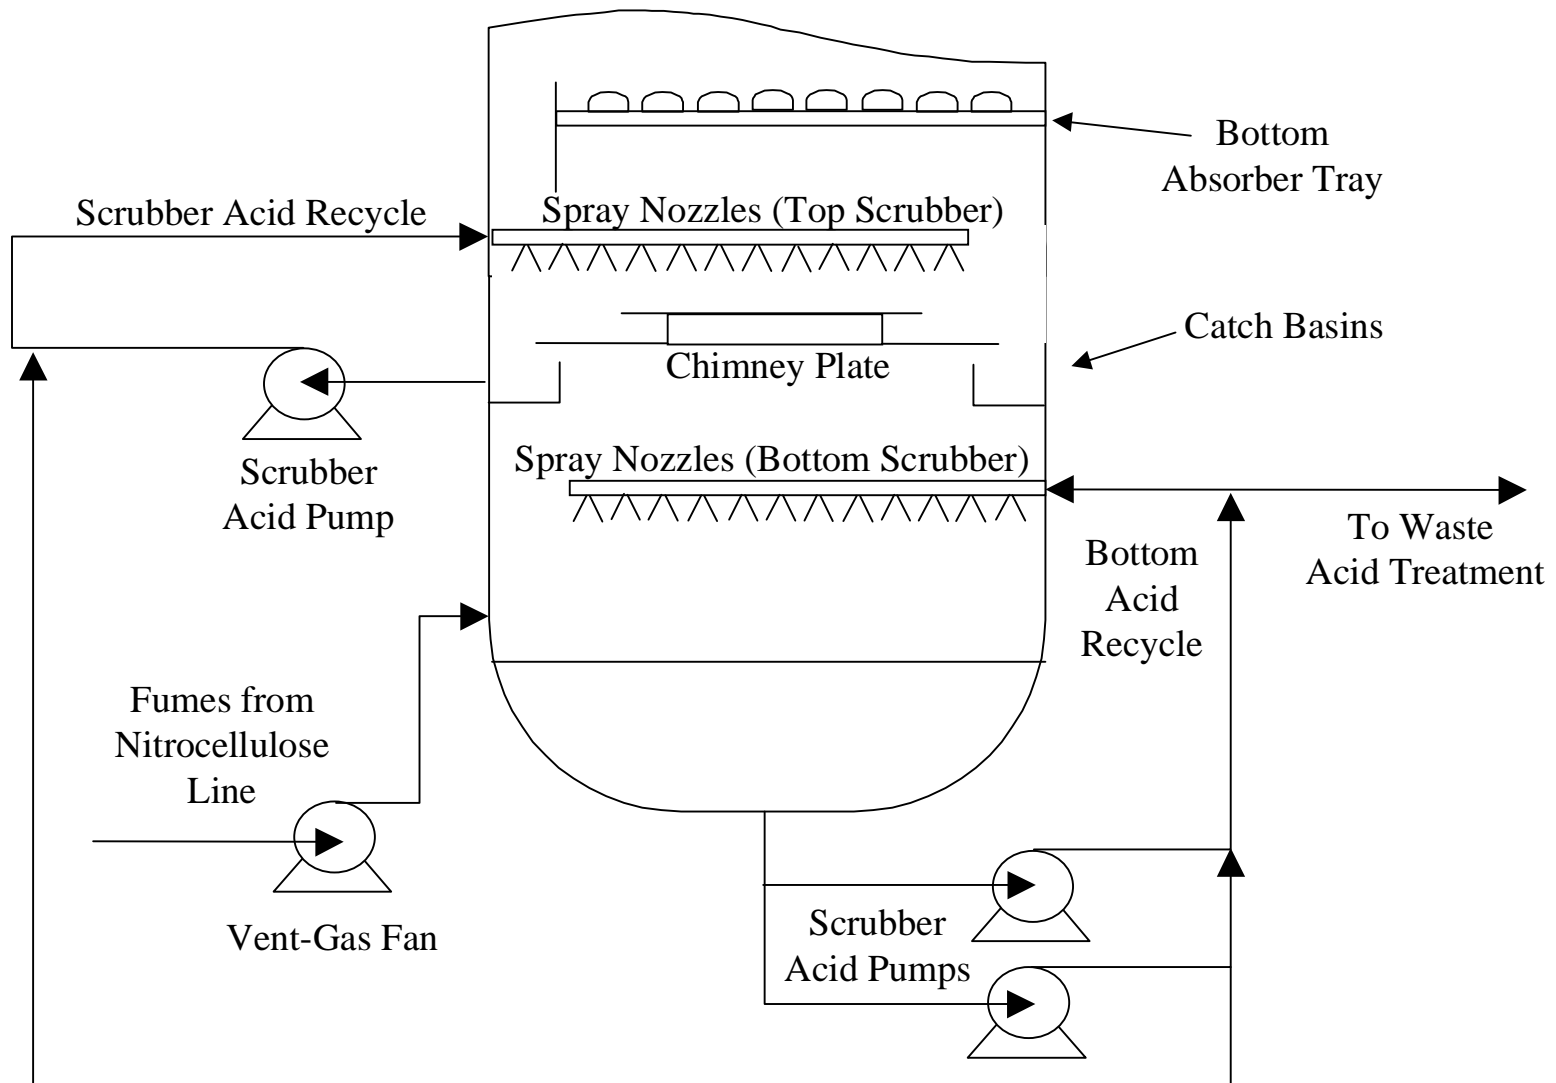 Bottom
Absorber Tray
Scrubber Acid Recycle
Spray Nozzles (Top Scrubber)
Catch Basins
Chimney Plate
Scrubber
Acid Pump
Spray Nozzles (Bottom Scrubber)
To Waste
Acid Treatment
Bottom
Acid
Recycle
Fumes from
Nitrocellulose
Line
Vent-Gas Fan
Scrubber
Acid Pumps